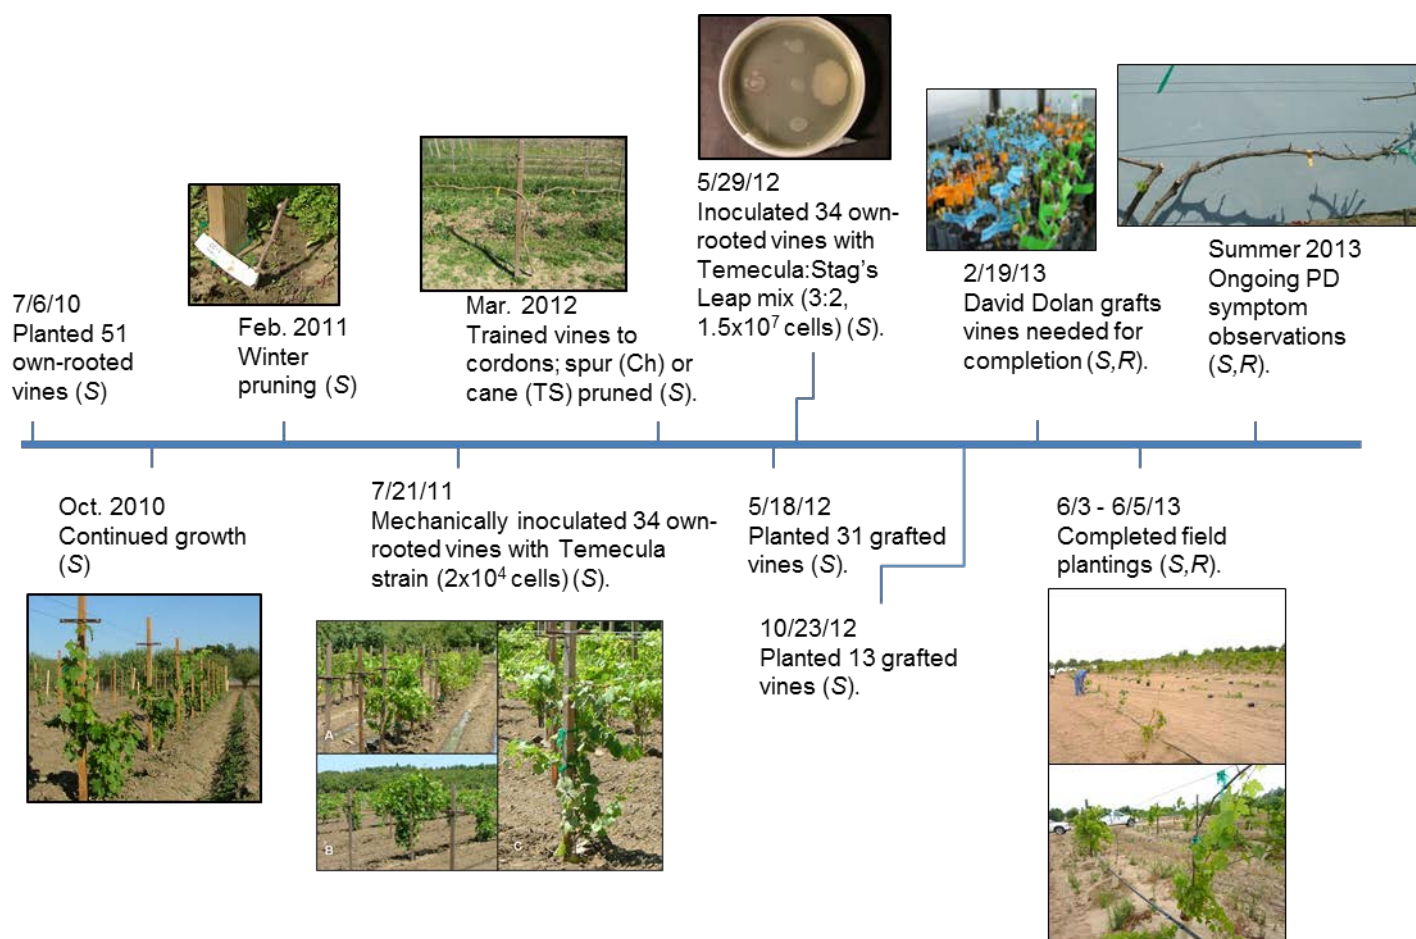 7/6/10
Planted 51
own-rooted
vines (S)
Feb. 2011
Winter
pruning (S)
Mar. 2012
Trained vines to
cordons; spur (Ch) or
cane (TS) pruned (S).
5/29/12
Inoculated 34 own-
rooted vines with
Temecula:Stag’s
Leap mix (3:2,
1.5x10⁷ cells) (S).
2/19/13
David Dolan grafts
vines needed for
completion (S,R).
Summer 2013
Ongoing PD
symptom
observations
(S,R).
Oct. 2010
Continued growth
(S)
7/21/11
Mechanically inoculated 34 own-
rooted vines with Temecula
strain (2x10⁴ cells) (S).
A
B
C
5/18/12
Planted 31 grafted
vines (S).
10/23/12
Planted 13 grafted
vines (S).
6/3 - 6/5/13
Completed field
plantings (S,R).